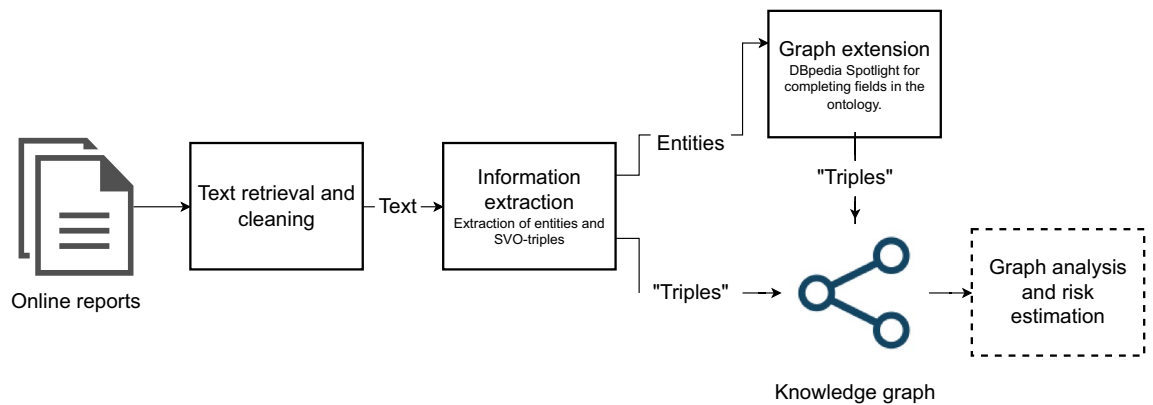 Online reports
Text retrieval and
cleaning
Text
Information
extraction
Extraction of entities and
SVO-triples
Entities
Graph extension
DBpedia Spotlight for
completing fields in the
ontology.
"Triples"
"Triples"
Knowledge graph
Graph analysis
and risk
estimation